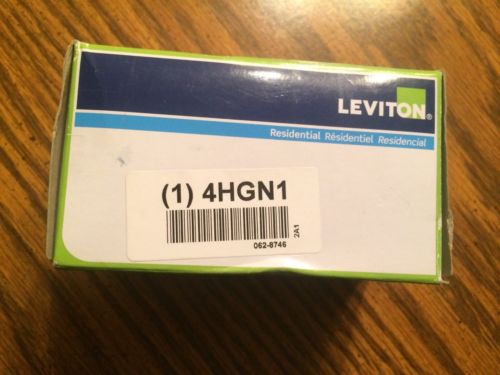 LEVITON®
Residential Résidentiel Residencial
(1) 4HGN1
062-8746
2A1